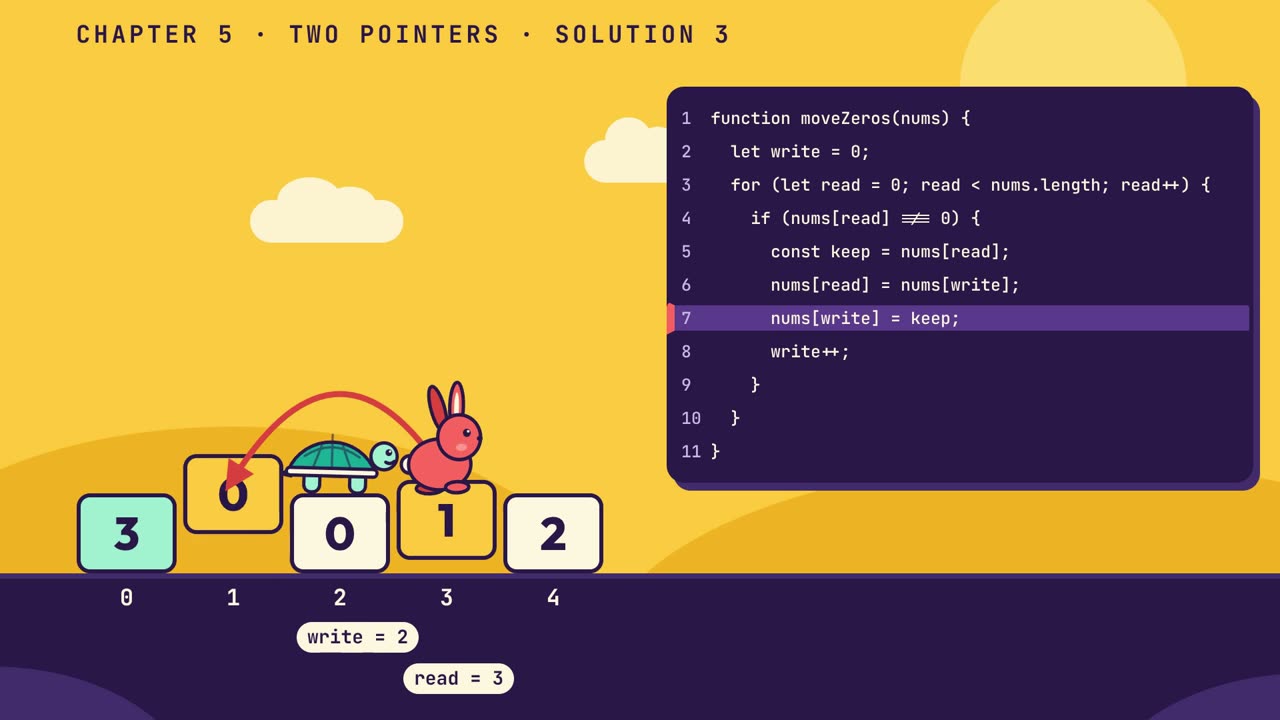 CHAPTER 5 · TWO POINTERS · SOLUTION 3
1 function moveZeros(nums) {
2 let write = 0;
3 for (let read = 0; read < nums.length; read++) {
4 if (nums[read] !== 0) {
5 const keep = nums[read];
6 nums[read] = nums[write];
7 nums[write] = keep;
8 write++;
9 }
10 }
11 }
3 0 0 1 2
0 1 2 3 4
write = 2
read = 3